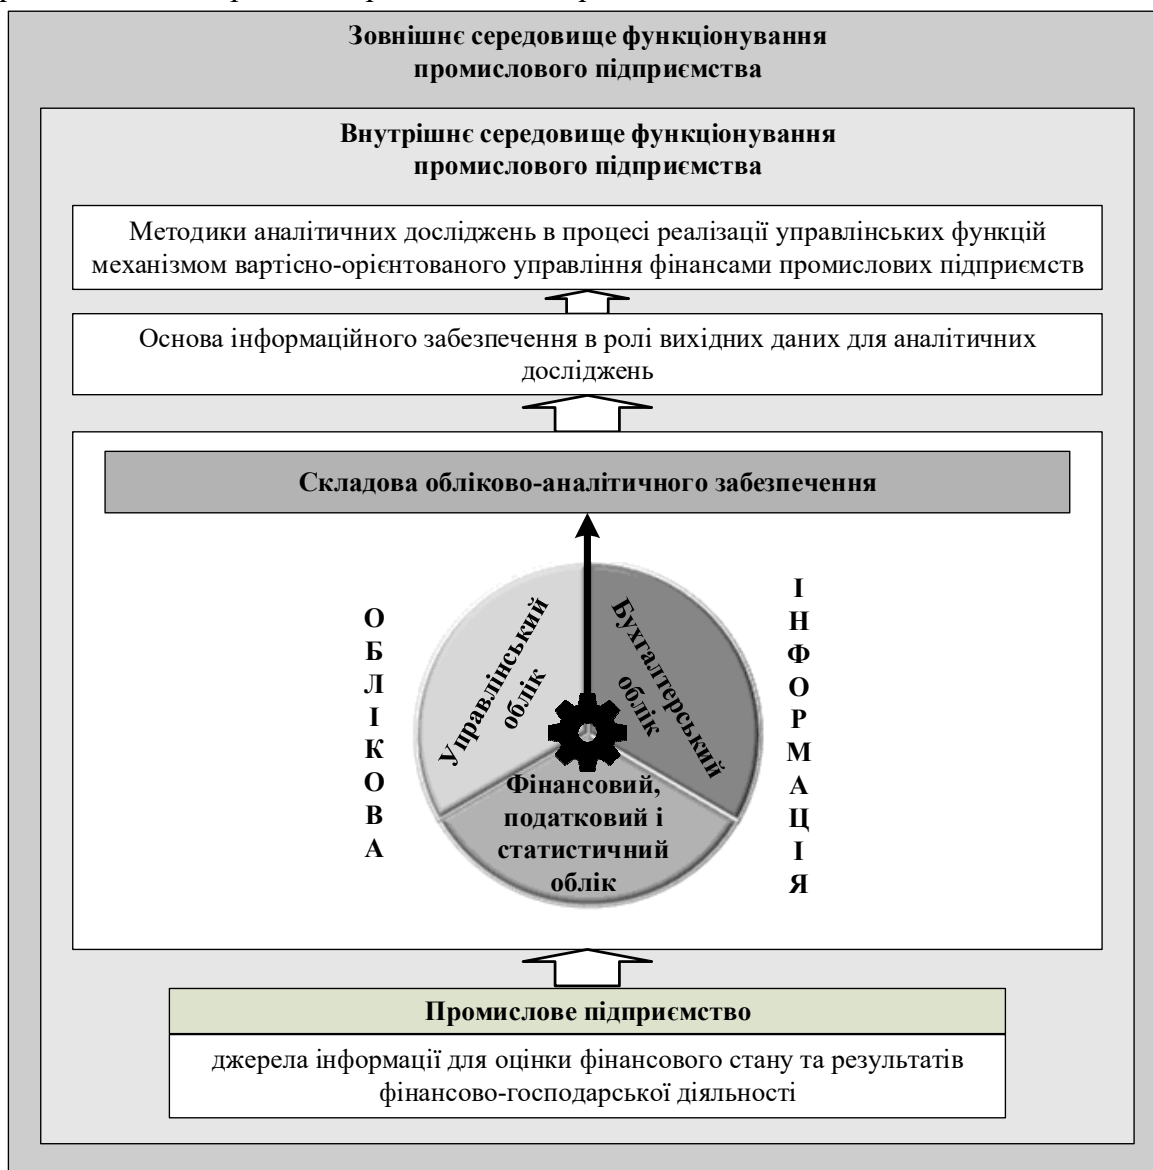 Зовнішнє середовище функціонування
промислового підприємства
Внутрішнє середовище функціонування
промислового підприємства
Методики аналітичних досліджень в процесі реалізації управлінських функцій
механізмом вартісно-орієнтованого управління фінансами промислових підприємств
Основа інформаційного забезпечення в ролі вихідних даних для аналітичних
досліджень
Складова обліково-аналітичного забезпечення
ОБЛІКОВА
Управлінський
облік
Бухгалтерський
облік
Фінансовий,
податковий і
статистичний
облік
ІНФОРМАЦІЯ
Промислове підприємство
джерела інформації для оцінки фінансового стану та результатів
фінансово-господарської діяльності